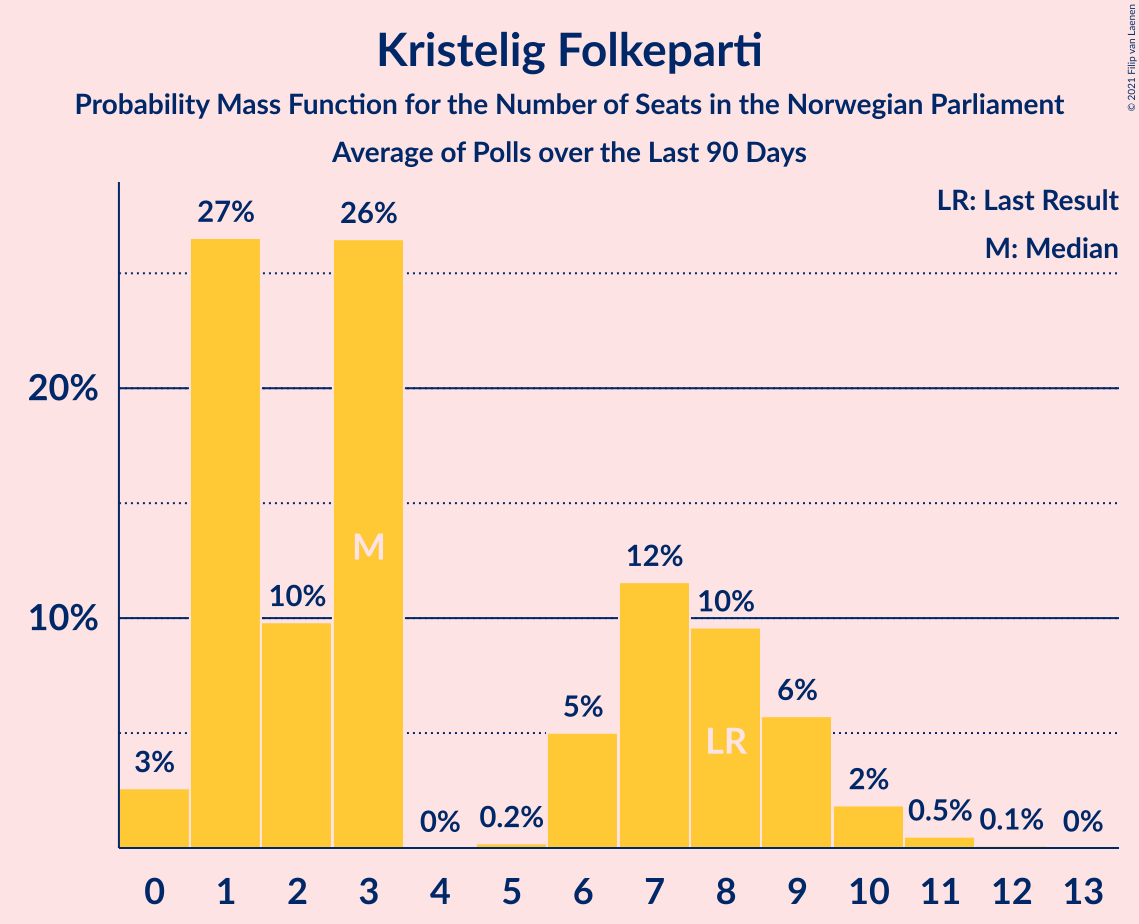 Kristelig Folkeparti
Probability Mass Function for the Number of Seats in the Norwegian Parliament
Average of Polls over the Last 90 Days
© 2021 Filip van Laenen
LR: Last Result
M: Median
27%
26%
20%
M
12%
10%
10%
10%
6%
5%
LR
3%
2%
0%
0.2%
0.5%
0.1%
0%
0 1 2 3 4 5 6 7 8 9 10 11 12 13